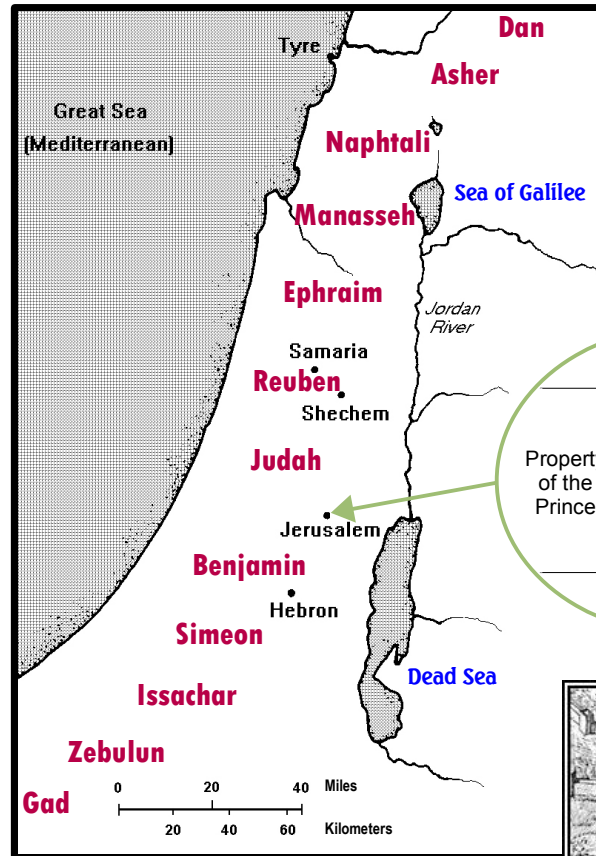 Dan
Tyre
Asher
Great Sea
(Mediterranean)
Naphtali
Sea of Galilee
Manasseh
Ephraim
Jordan
River
Samaria
Reuben
Shechem
Judah
Property
of the
Prince
Jerusalem
Benjamin
Hebron
Simeon
Dead Sea
Issachar
Zebulun
Gad
0 20 40 Miles
20 40 60 Kilometers